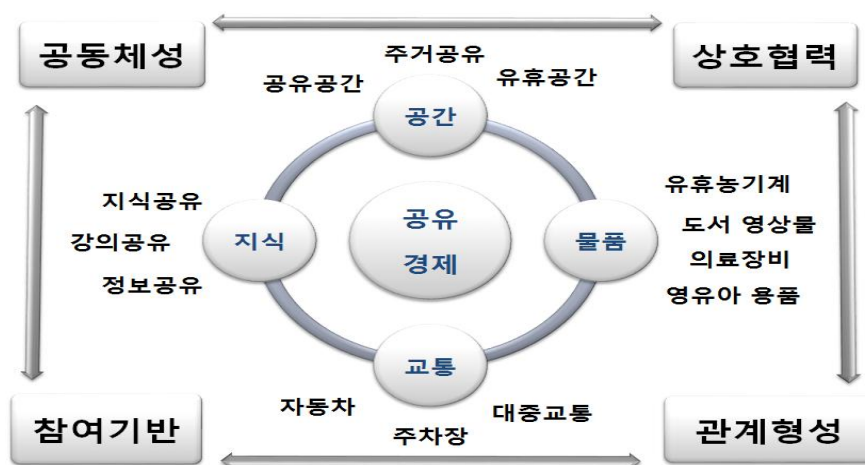 공동체성
상호협력
주거공유
공유공간
유휴공간
공간
지식공유
강의공유
정보공유
지식
공유
경제
물품
유휴농기계
도서 영상물
의료장비
영유아 용품
교통
자동차
대중교통
주차장
참여기반
관계형성